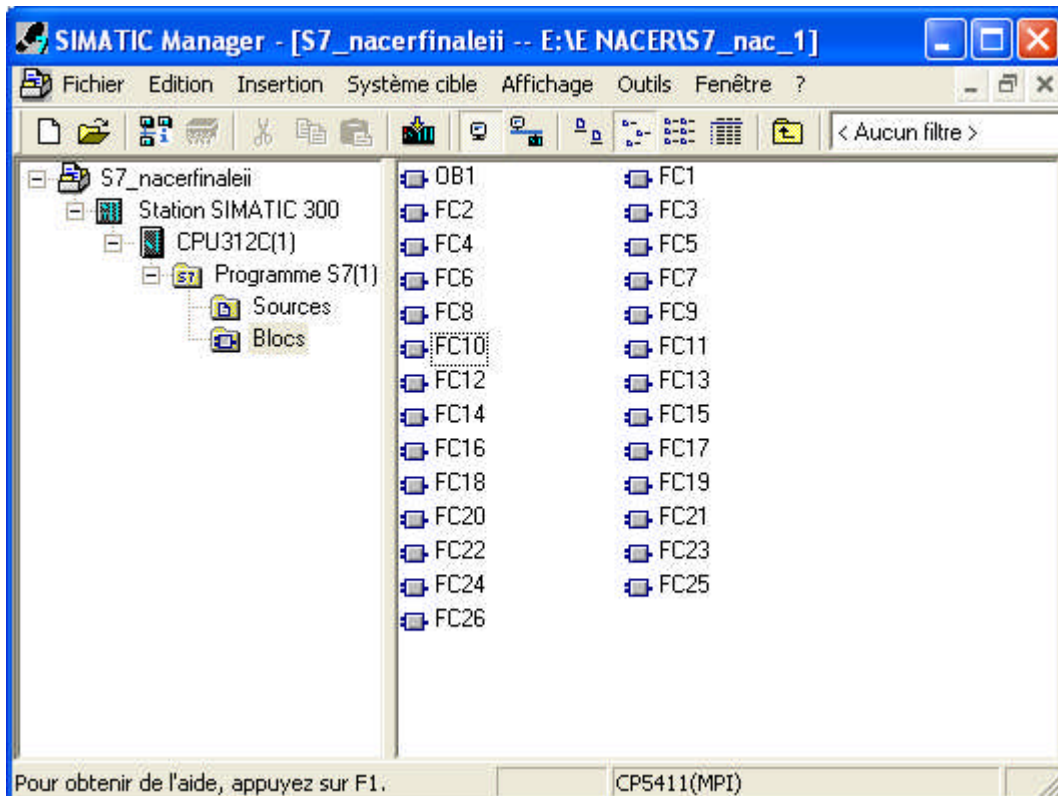 SIMATIC Manager - [S7_nacerfinaleii -- E:\E NACER\S7_nac_1]
Fichier Edition Insertion Système cible Affichage Outils Fenêtre ?
< Aucun filtre >
S7_nacerfinaleii
Station SIMATIC 300
CPU312C(1)
Programme S7(1)
Sources
Blocs
OB1 FC1
FC2 FC3
FC4 FC5
FC6 FC7
FC8 FC9
FC10 FC11
FC12 FC13
FC14 FC15
FC16 FC17
FC18 FC19
FC20 FC21
FC22 FC23
FC24 FC25
FC26
Pour obtenir de l'aide, appuyez sur F1. CP5411(MPI)